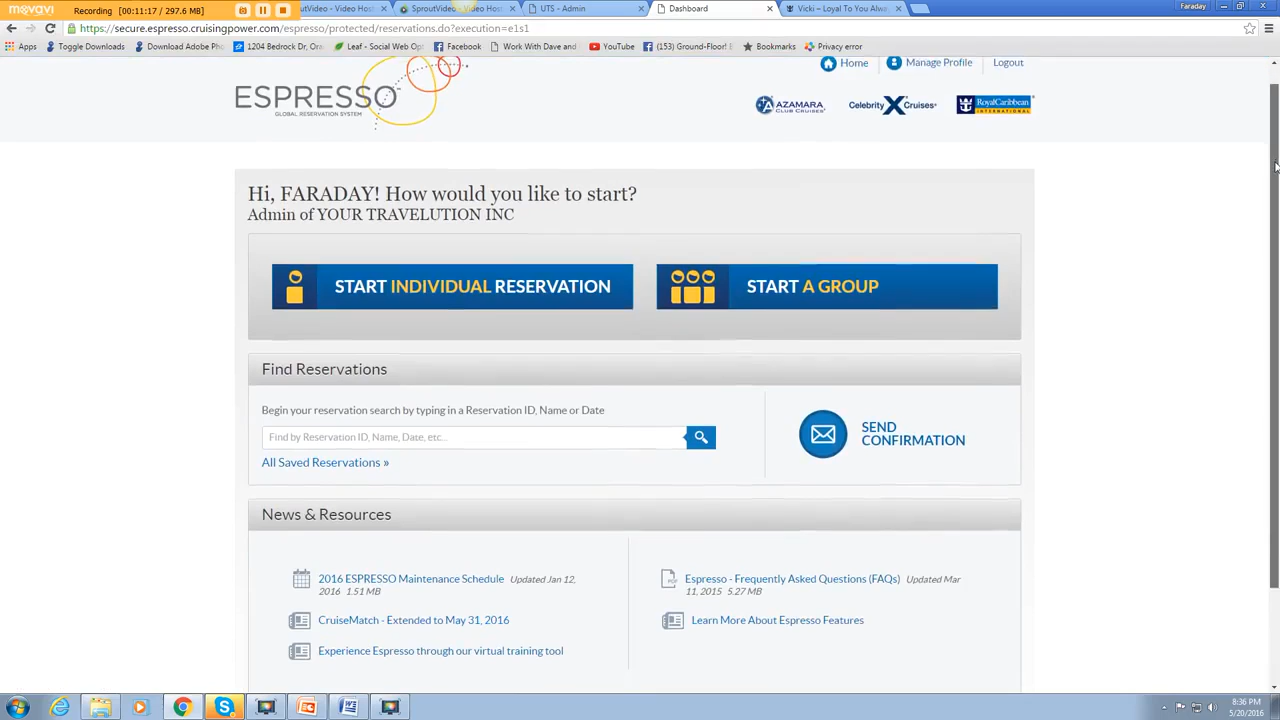 movavi Recording [00:11:17 / 297.6 MB]
outVideo - Video Host
SproutVideo - Video Host
UTS - Admin
Dashboard
Vicki – Loyal To You Alwa
Faraday
https://secure.espresso.cruisingpower.com/espresso/protected/reservations.do?execution=e1s1
Apps
Toggle Downloads
Download Adobe Pho
1204 Bedrock Dr, Ora
Leaf - Social Web Op
Facebook
Work With Dave and
YouTube
(153) Ground-Floor! E
Bookmarks
Privacy error
Home
Manage Profile
Logout
ESPRESSO
GLOBAL RESERVATION SYSTEM
AZAMARA
CLUB CRUISES
Celebrity X Cruises
RoyalCaribbean
INTERNATIONAL
Hi, FARADAY! How would you like to start?
Admin of YOUR TRAVELUTION INC
START INDIVIDUAL RESERVATION
START A GROUP
Find Reservations
Begin your reservation search by typing in a Reservation ID, Name or Date
Find by Reservation ID, Name, Date, etc...
SEND
CONFIRMATION
All Saved Reservations »
News & Resources
2016 ESPRESSO Maintenance Schedule Updated Jan 12,
2016 1.51 MB
Espresso - Frequently Asked Questions (FAQs) Updated Mar
11, 2015 5.27 MB
CruiseMatch - Extended to May 31, 2016
Learn More About Espresso Features
Experience Espresso through our virtual training tool
8:36 PM
5/20/2016